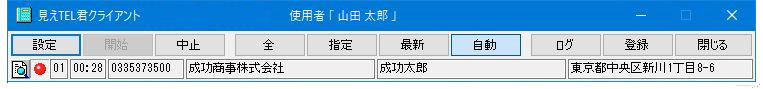 見えTEL君クライアント 使用者「 山田 太郎 」
設定 開始 中止 全 指定 最新 自動 ログ 登録 閉じる
01 00:28 0335373500 成功商事株式会社 成功太郎 東京都中央区新川1丁目8-6